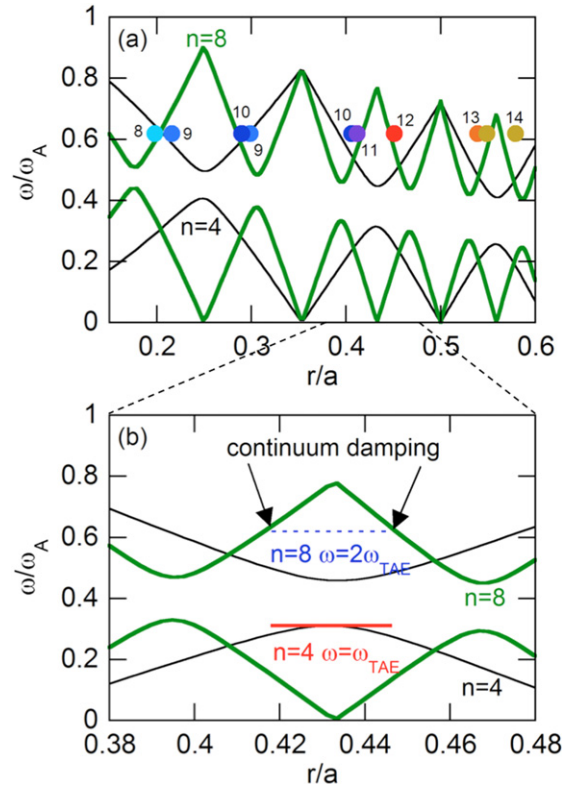 (a)
n=8
1
0.8
0.6
0.4
0.2
0
ω/ω_A
8
9
10
9
10
11
12
13
14
n=4
0.2
0.3
0.4
0.5
0.6
r/a
(b)
continuum damping
1
0.8
0.6
0.4
0.2
0
ω/ω_A
n=8 ω=2ω_TAE
n=8
n=4 ω=ω_TAE
n=4
0.38
0.4
0.42
0.44
0.46
0.48
r/a